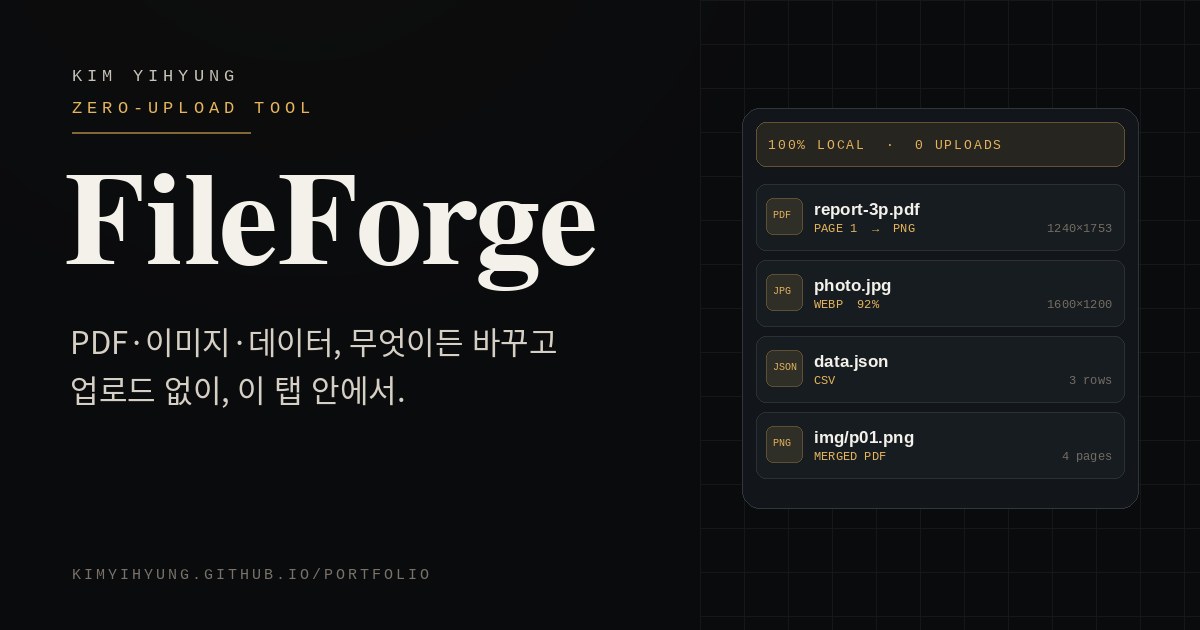 KIM YIHYUNG
ZERO-UPLOAD TOOL
FileForge
PDF·이미지·데이터, 무엇이든 바꾸고
업로드 없이, 이 탭 안에서.
KIMYIHYUNG.GITHUB.IO/PORTFOLIO
100% LOCAL · 0 UPLOADS
PDF
report-3p.pdf
PAGE 1 → PNG
1240×1753
JPG
photo.jpg
WEBP 92%
1600×1200
JSON
data.json
CSV
3 rows
PNG
img/p01.png
MERGED PDF
4 pages